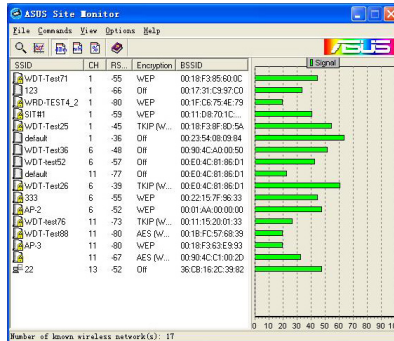 ASUS Site Monitor
File Commands View Options Help
/SUS
SSID CH RS... Encryption BSSID Signal
WDT-Test71 1 -55 WEP 00:18:F3:85:60:0C
123 1 -66 Off 00:17:31:C9:97:C0
WRD-TEST4_2 1 -80 WEP 00:1F:C6:75:4E:79
SIT#1 1 -59 WEP 00:11:D8:70:1C:...
WDT-Test25 1 -45 TKIP (W... 00:18:F3:8F:8D:5A
default 1 -36 Off 00:23:54:08:09:84
WDT-Test36 6 -48 Off 00:90:4C:A0:00:50
WDT-test52 6 -57 Off 00:E0:4C:81:86:D1
default 11 -77 Off 00:E0:4C:81:86:D1
WDT-Test26 6 -39 TKIP (W... 00:E0:4C:81:86:D1
333 6 -55 WEP 00:22:15:7F:96:33
AP-2 6 -52 WEP 00:01:AA:00:00:00
WDT-test76 11 -73 TKIP (W... 00:11:15:20:01:33
WDT-Test88 11 -80 AES (W... 00:1B:FC:57:68:39
AP-3 11 -80 WEP 00:18:F3:63:E9:93
11 -67 AES (W... 00:90:4C:C1:00:2D
22 13 -52 Off 36:CB:16:2C:39:82
0 10 20 30 40 50 60 70 80 90 10
Number of known wireless network(s): 17